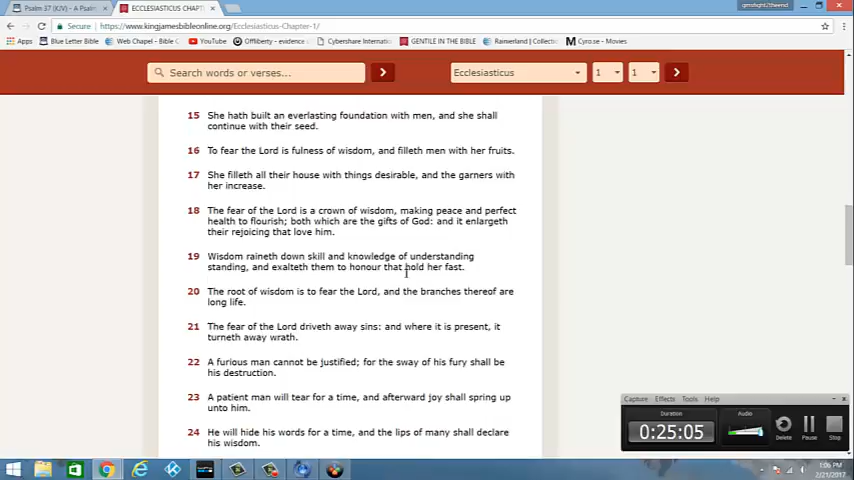 Psalm 37 (KJV) - A Psalm
ECCLESIASTICUS CHAPTER 1
gmsfight2theend
Secure https://www.kingjamesbibleonline.org/Ecclesiasticus-Chapter-1/
Apps Blue Letter Bible Web Chapel - Bible YouTube Offliberty - evidence Cybershare Internatio GENTILE IN THE BIBLE Rainierland | Collecti Cyro.se - Movies
Search words or verses... Ecclesiasticus 1 1
15 She hath built an everlasting foundation with men, and she shall
continue with their seed.
16 To fear the Lord is fulness of wisdom, and filleth men with her fruits.
17 She filleth all their house with things desirable, and the garners with
her increase.
18 The fear of the Lord is a crown of wisdom, making peace and perfect
health to flourish; both which are the gifts of God: and it enlargeth
their rejoicing that love him.
19 Wisdom raineth down skill and knowledge of understanding
standing, and exalteth them to honour that hold her fast.
20 The root of wisdom is to fear the Lord, and the branches thereof are
long life.
21 The fear of the Lord driveth away sins: and where it is present, it
turneth away wrath.
22 A furious man cannot be justified; for the sway of his fury shall be
his destruction.
23 A patient man will tear for a time, and afterward joy shall spring up
unto him.
24 He will hide his words for a time, and the lips of many shall declare
his wisdom.
Capture Effects Tools Help
Duration Audio
0:25:05
Delete Pause Stop
1:06 PM
2/21/2017